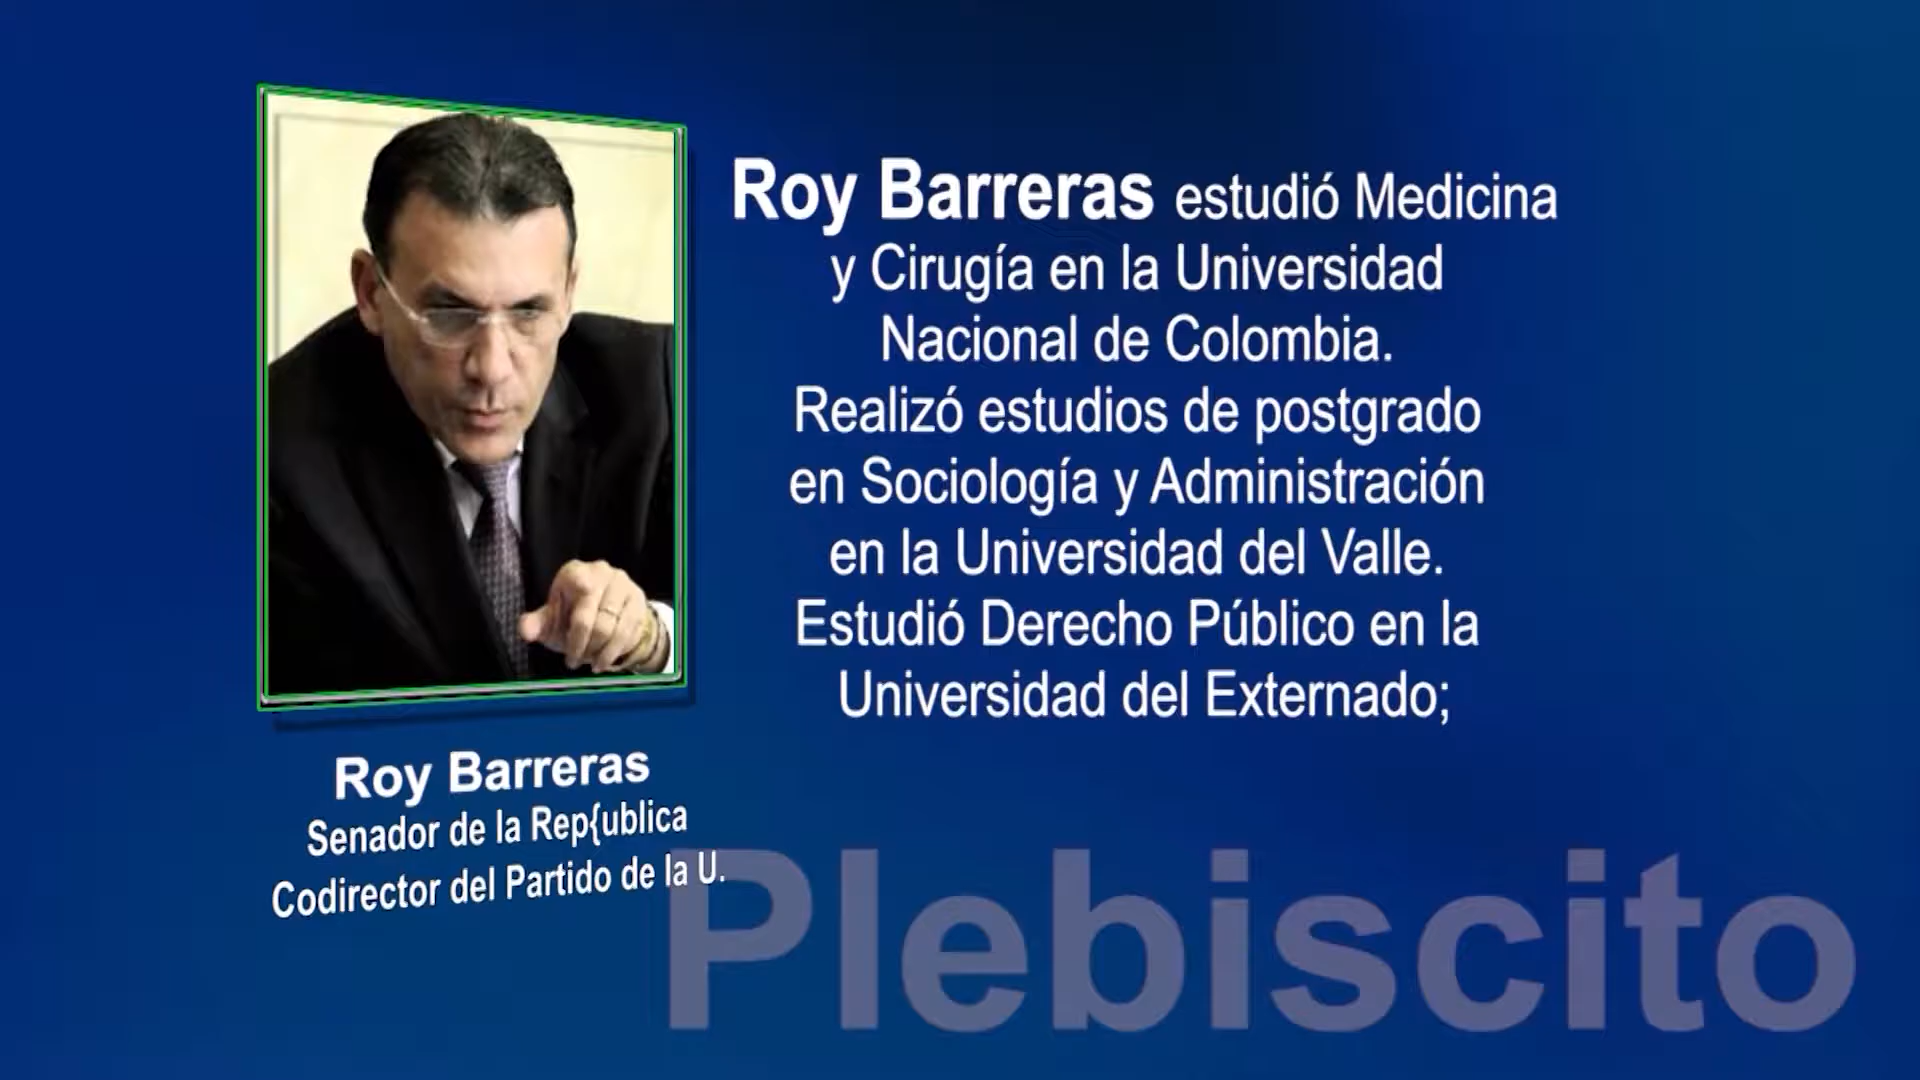 Roy Barreras estudió Medicina
y Cirugía en la Universidad
Nacional de Colombia.
Realizó estudios de postgrado
en Sociología y Administración
en la Universidad del Valle.
Estudió Derecho Público en la
Universidad del Externado;
Roy Barreras
Senador de la Rep{ublica
Codirector del Partido de la U.
Plebiscito